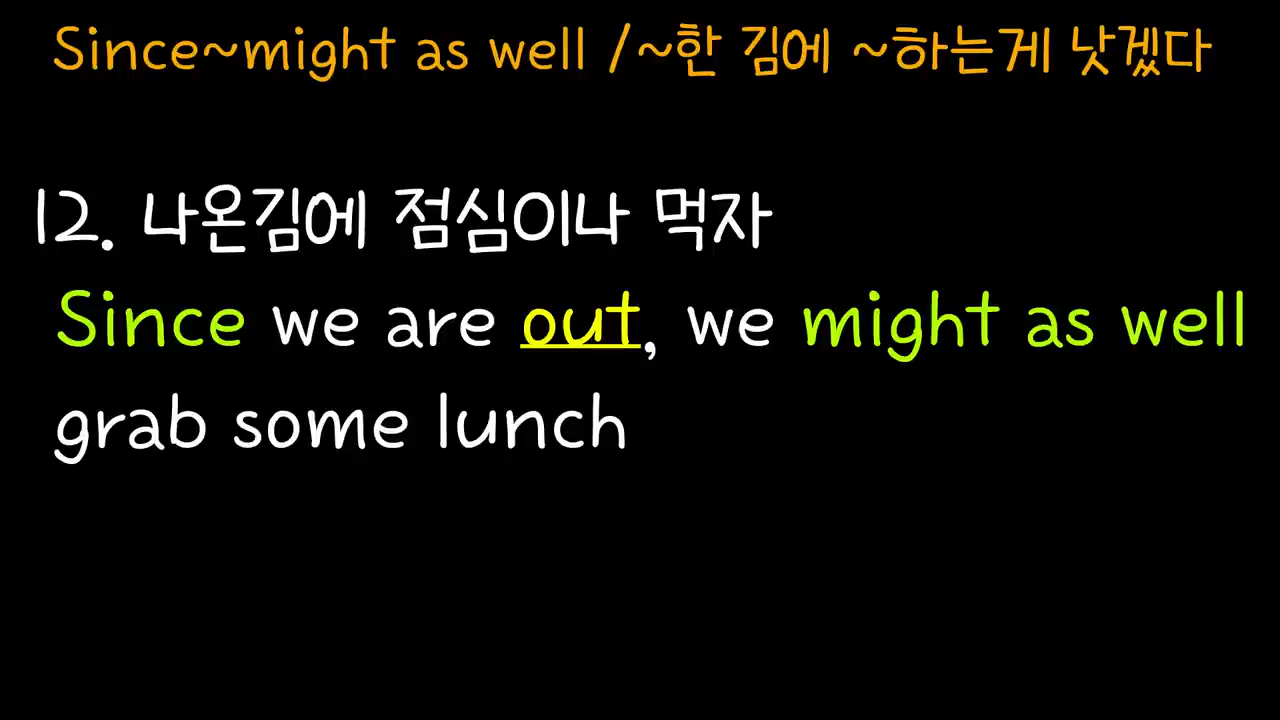 Since~might as well /~한 김에 ~하는게 낫겠다
12. 나온김에 점심이나 먹자
Since we are out, we might as well
grab some lunch